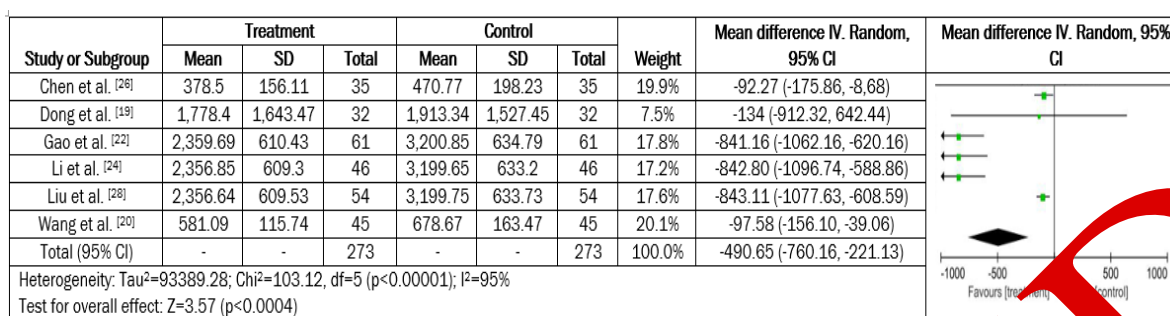 Treatment Control Mean difference IV. Random, 95% CI Mean difference IV. Random, 95% CI
Study or Subgroup Mean SD Total Mean SD Total Weight
Chen et al. [26] 378.5 156.11 35 470.77 198.23 35 19.9% -92.27 (-175.86, -8,68)
Dong et al. [19] 1,778.4 1,643.47 32 1,913.34 1,527.45 32 7.5% -134 (-912.32, 642.44)
Gao et al. [22] 2,359.69 610.43 61 3,200.85 634.79 61 17.8% -841.16 (-1062.16, -620.16)
Li et al. [24] 2,356.85 609.3 46 3,199.65 633.2 46 17.2% -842.80 (-1096.74, -588.86)
Liu et al. [28] 2,356.64 609.53 54 3,199.75 633.73 54 17.6% -843.11 (-1077.63, -608.59)
Wang et al. [20] 581.09 115.74 45 678.67 163.47 45 20.1% -97.58 (-156.10, -39.06)
Total (95% CI) - - 273 - - 273 100.0% -490.65 (-760.16, -221.13)
Heterogeneity: Tau²=93389.28; Chi²=103.12, df=5 (p<0.00001); I²=95%
Test for overall effect: Z=3.57 (p<0.0004)
-1000 -500 0 500 1000
Favours